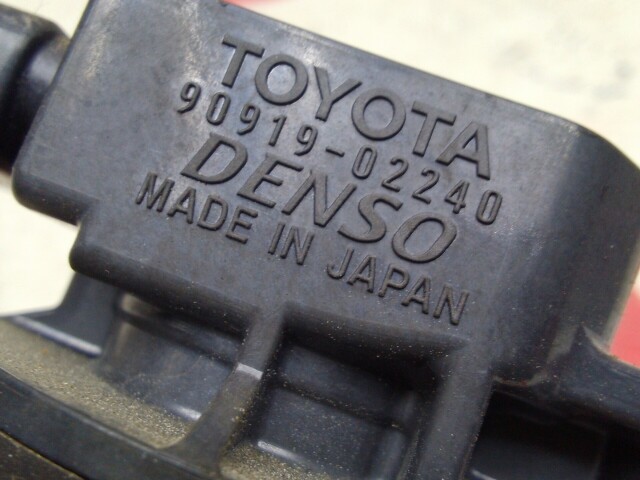 TOYOTA
90919-02240
DENSO
MADE IN JAPAN